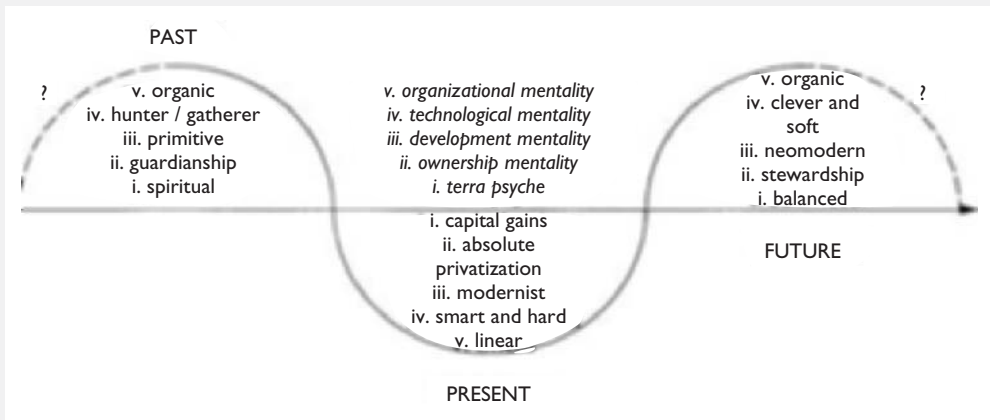 PAST
?
v. organic
iv. hunter / gatherer
iii. primitive
ii. guardianship
i. spiritual
v. organizational mentality
iv. technological mentality
iii. development mentality
ii. ownership mentality
i. terra psyche
i. capital gains
ii. absolute
privatization
iii. modernist
iv. smart and hard
v. linear
PRESENT
v. organic
iv. clever and
soft
iii. neomodern
ii. stewardship
i. balanced
?
FUTURE